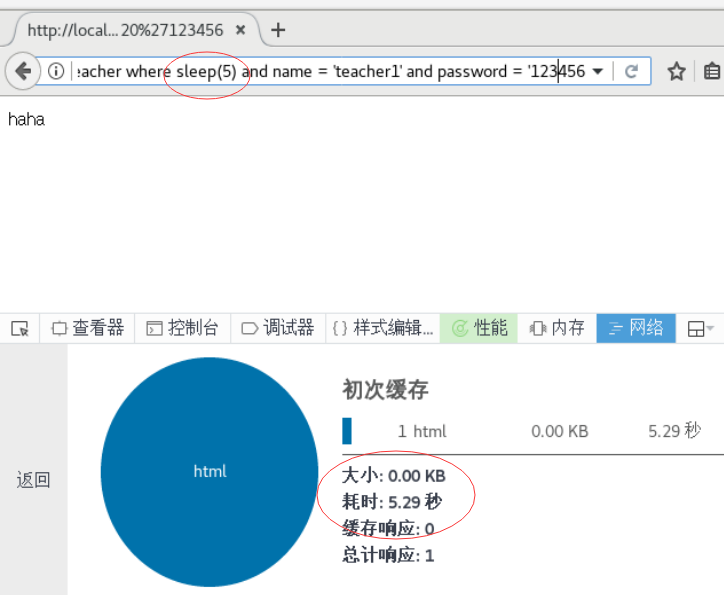 http://local... 20%27123456
eacher where sleep(5) and name = 'teacher1' and password = '123456
haha
查看器 控制台 调试器 {} 样式编辑... 性能 内存 网络
初次缓存
1 html 0.00 KB 5.29 秒
html
返回
大小: 0.00 KB
耗时: 5.29 秒
缓存响应: 0
总计响应: 1